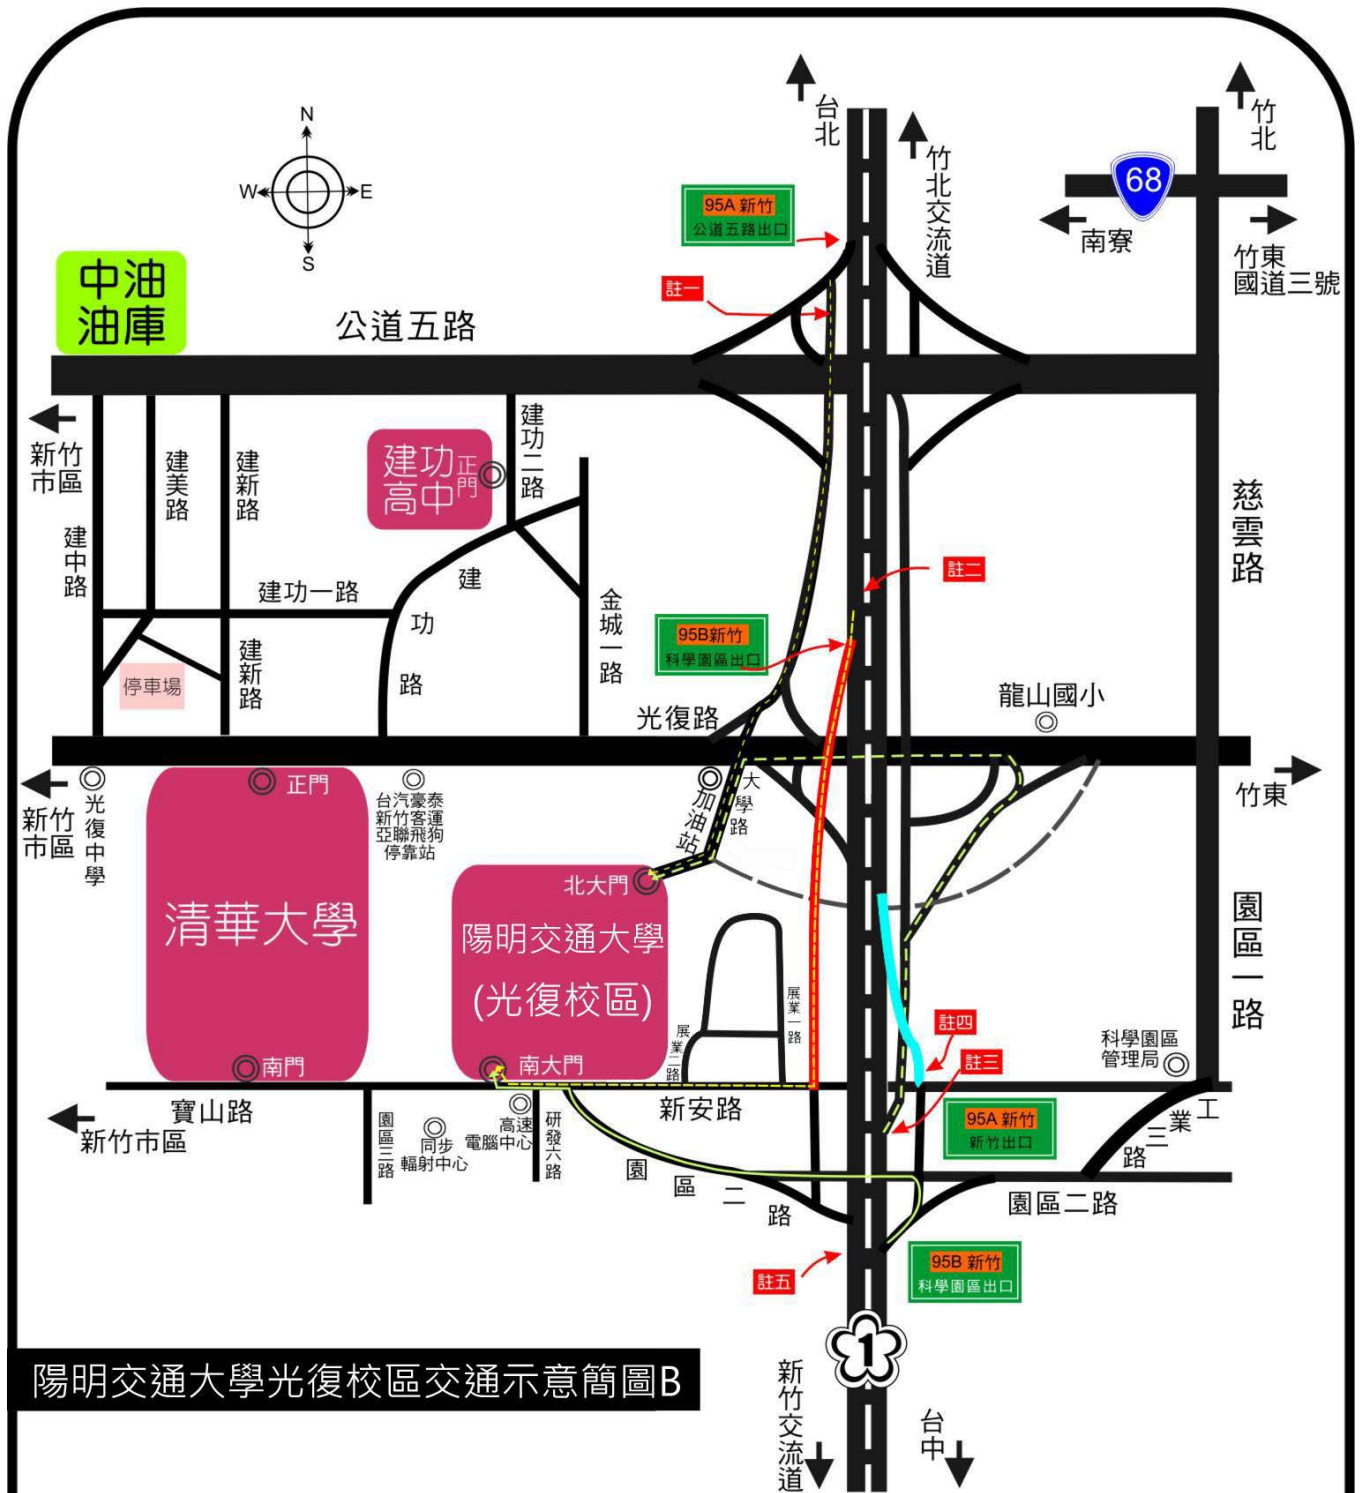 台北
竹北
N
W
E
S
68
竹北交流道
南寮
竹東
國道三號
95A 新竹
公道五路出口
中油
油庫
註一
公道五路
新竹
市區
建中路
建美路
建新路
建功
高中
正門
建功二路
慈雲路
註二
建功一路
建功路
金城一路
建新路
停車場
95B新竹
科學園區出口
光復路
龍山國小
竹東
新竹
市區
光復中學
正門
台汽豪泰
新竹客運
亞聯飛狗
停靠站
加油站
大學路
清華大學
北大門
陽明交通大學
(光復校區)
園區一路
展業一路
展業二路
註四
註三
科學園區
管理局
南門
南大門
寶山路
新竹市區
園區三路
同步
輻射中心
高速
電腦中心
研發六路
新安路
95A 新竹
新竹出口
工業三路
園區二路
園區二路
95B 新竹
科學園區出口
註五
1
陽明交通大學光復校區交通示意簡圖B
新竹交流道
台中